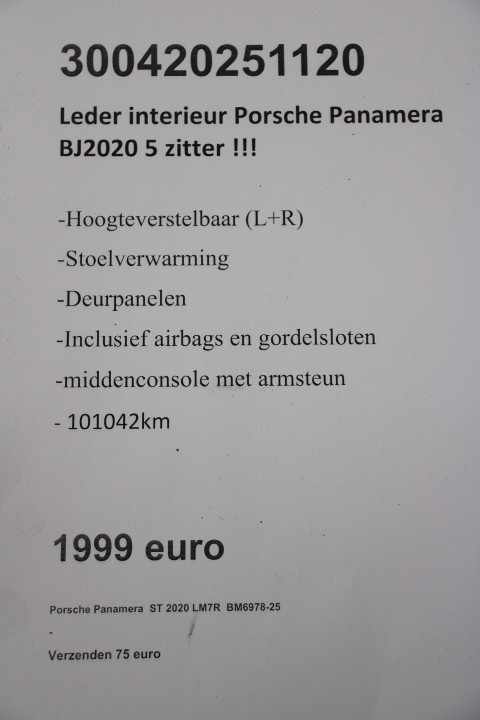 300420251120
Leder interieur Porsche Panamera
BJ2020 5 zitter !!!
-Hoogteverstelbaar (L+R)
-Stoelverwarming
-Deurpanelen
-Inclusief airbags en gordelsloten
-middenconsole met armsteun
- 101042km
1999 euro
Porsche Panamera ST 2020 LM7R BM6978-25
-
Verzenden 75 euro